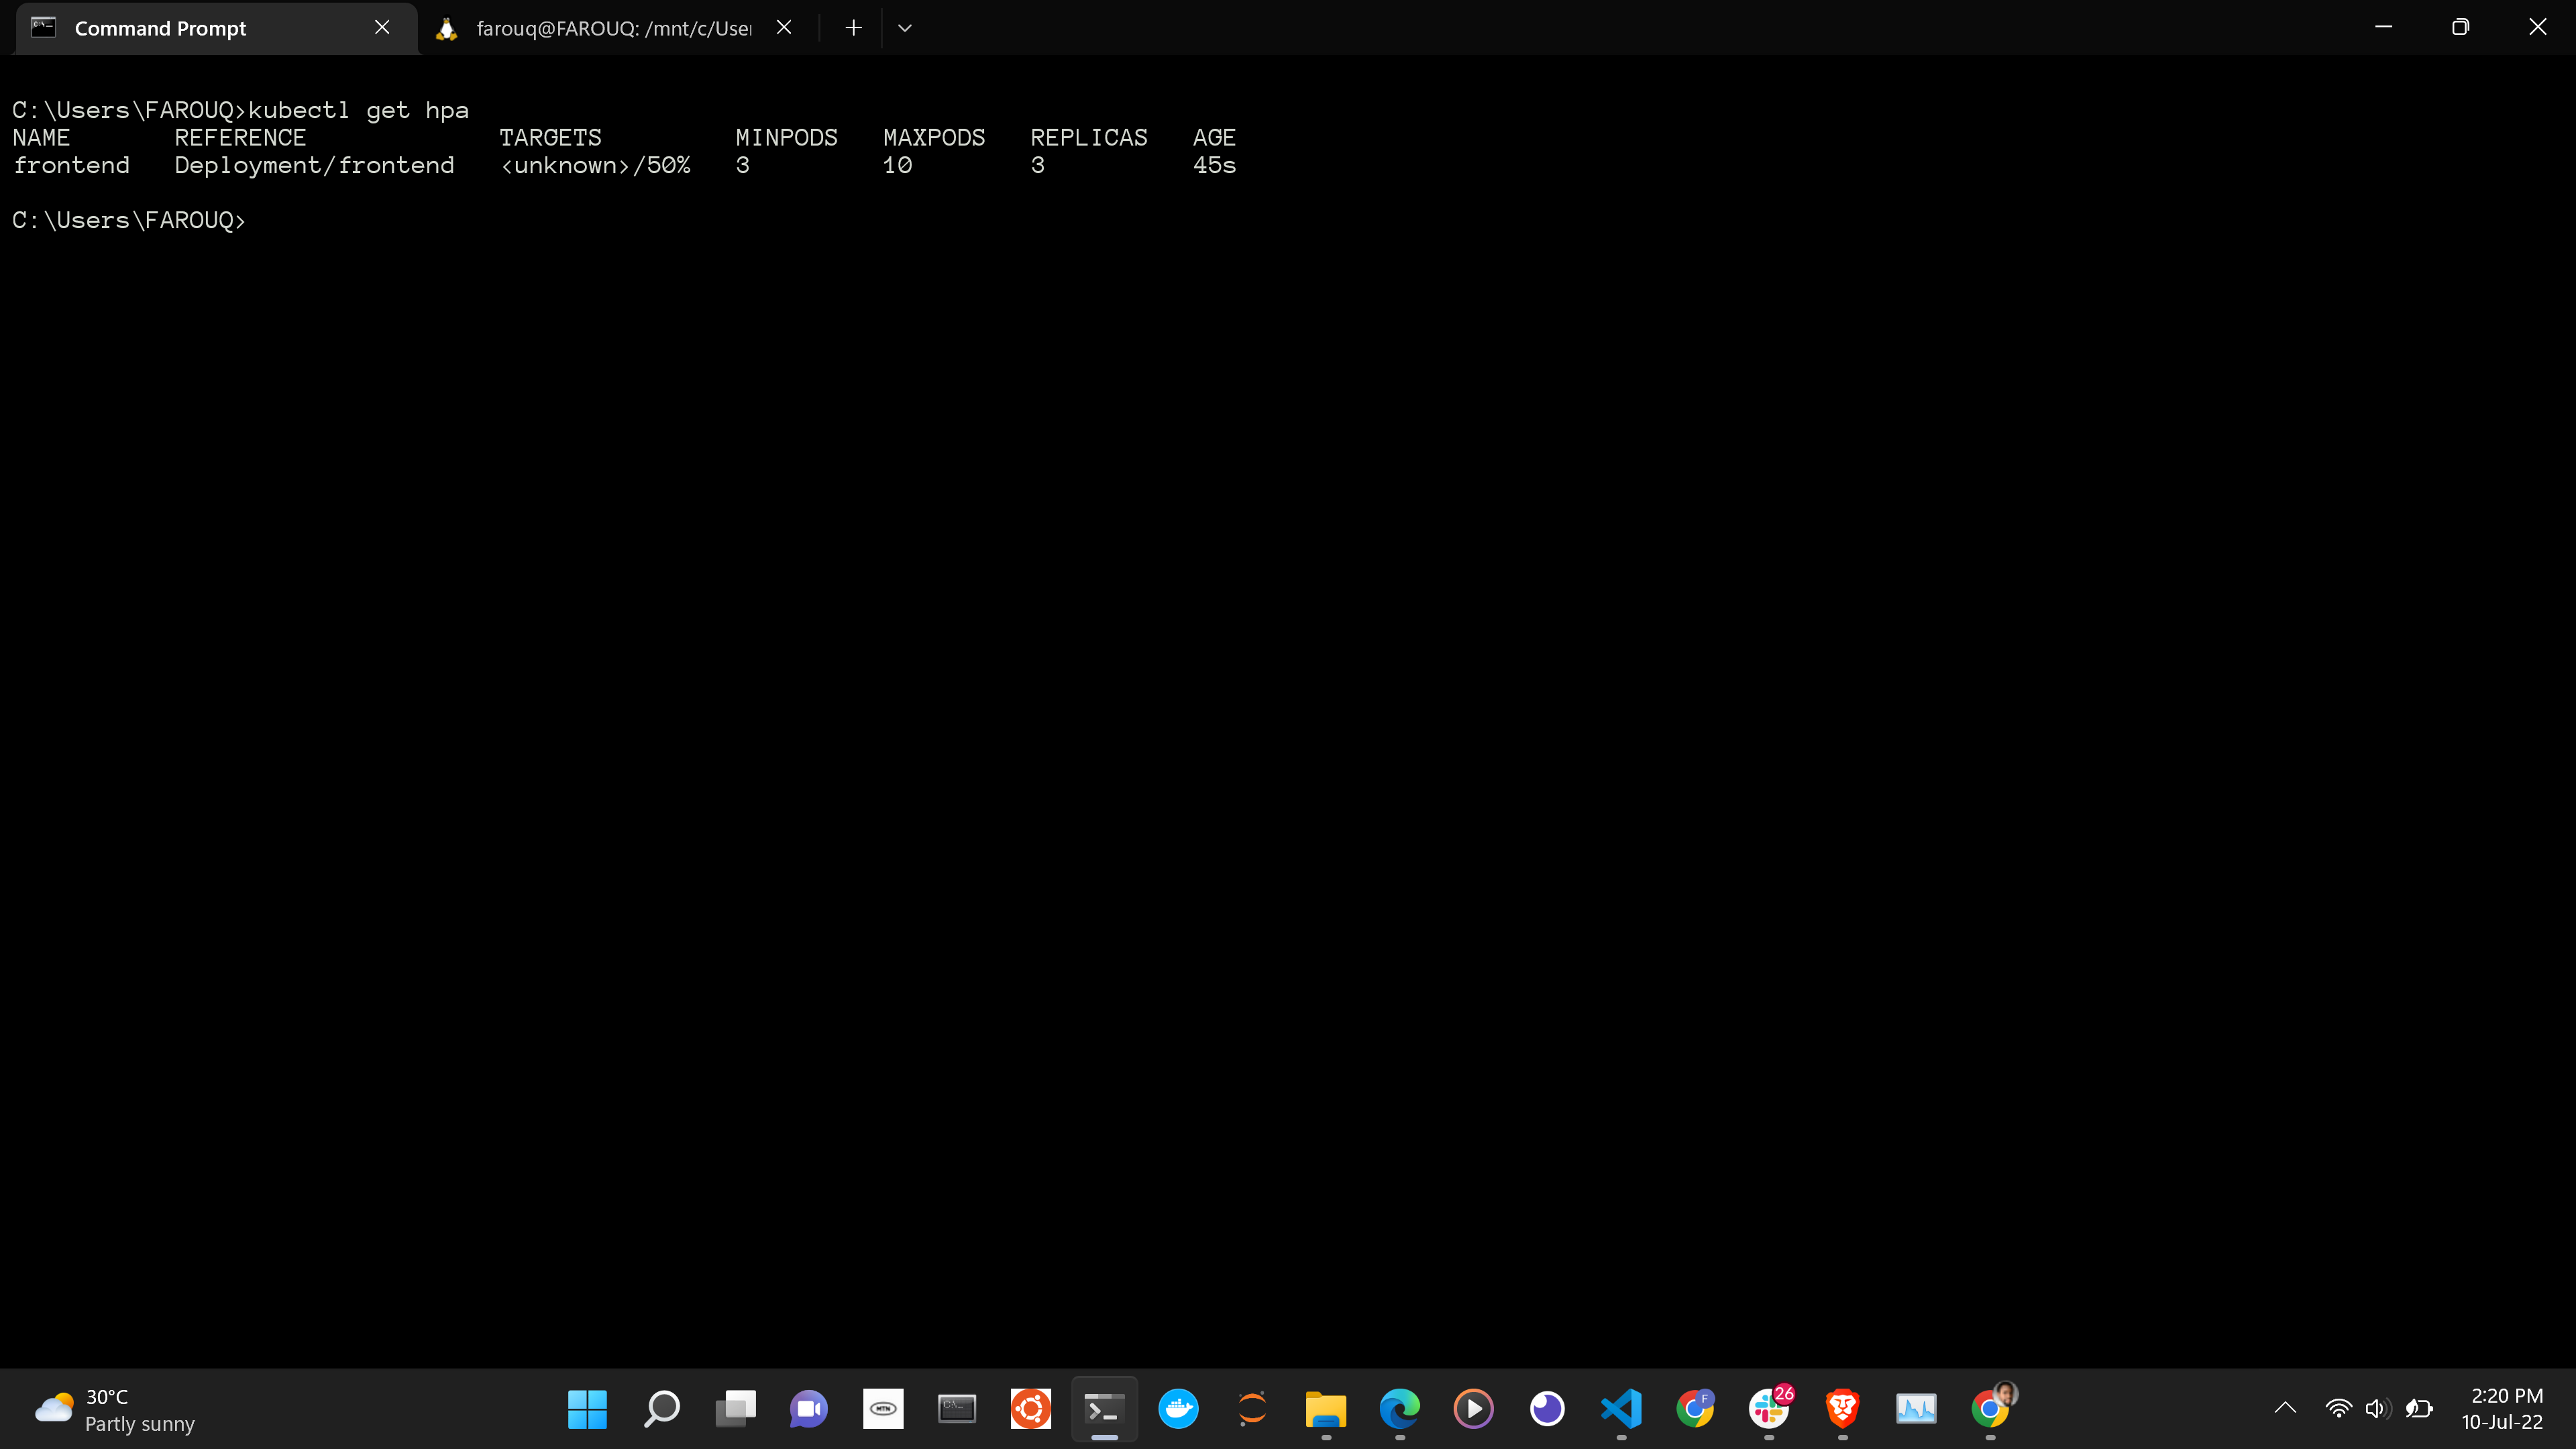 Command Prompt
farouq@FAROUQ: /mnt/c/User
C:\Users\FAROUQ>kubectl get hpa
NAME       REFERENCE             TARGETS         MINPODS   MAXPODS   REPLICAS   AGE
frontend   Deployment/frontend   <unknown>/50%   3         10        3          45s
C:\Users\FAROUQ>
30°C
Partly sunny
MTN
F
26
2:20 PM
10-Jul-22